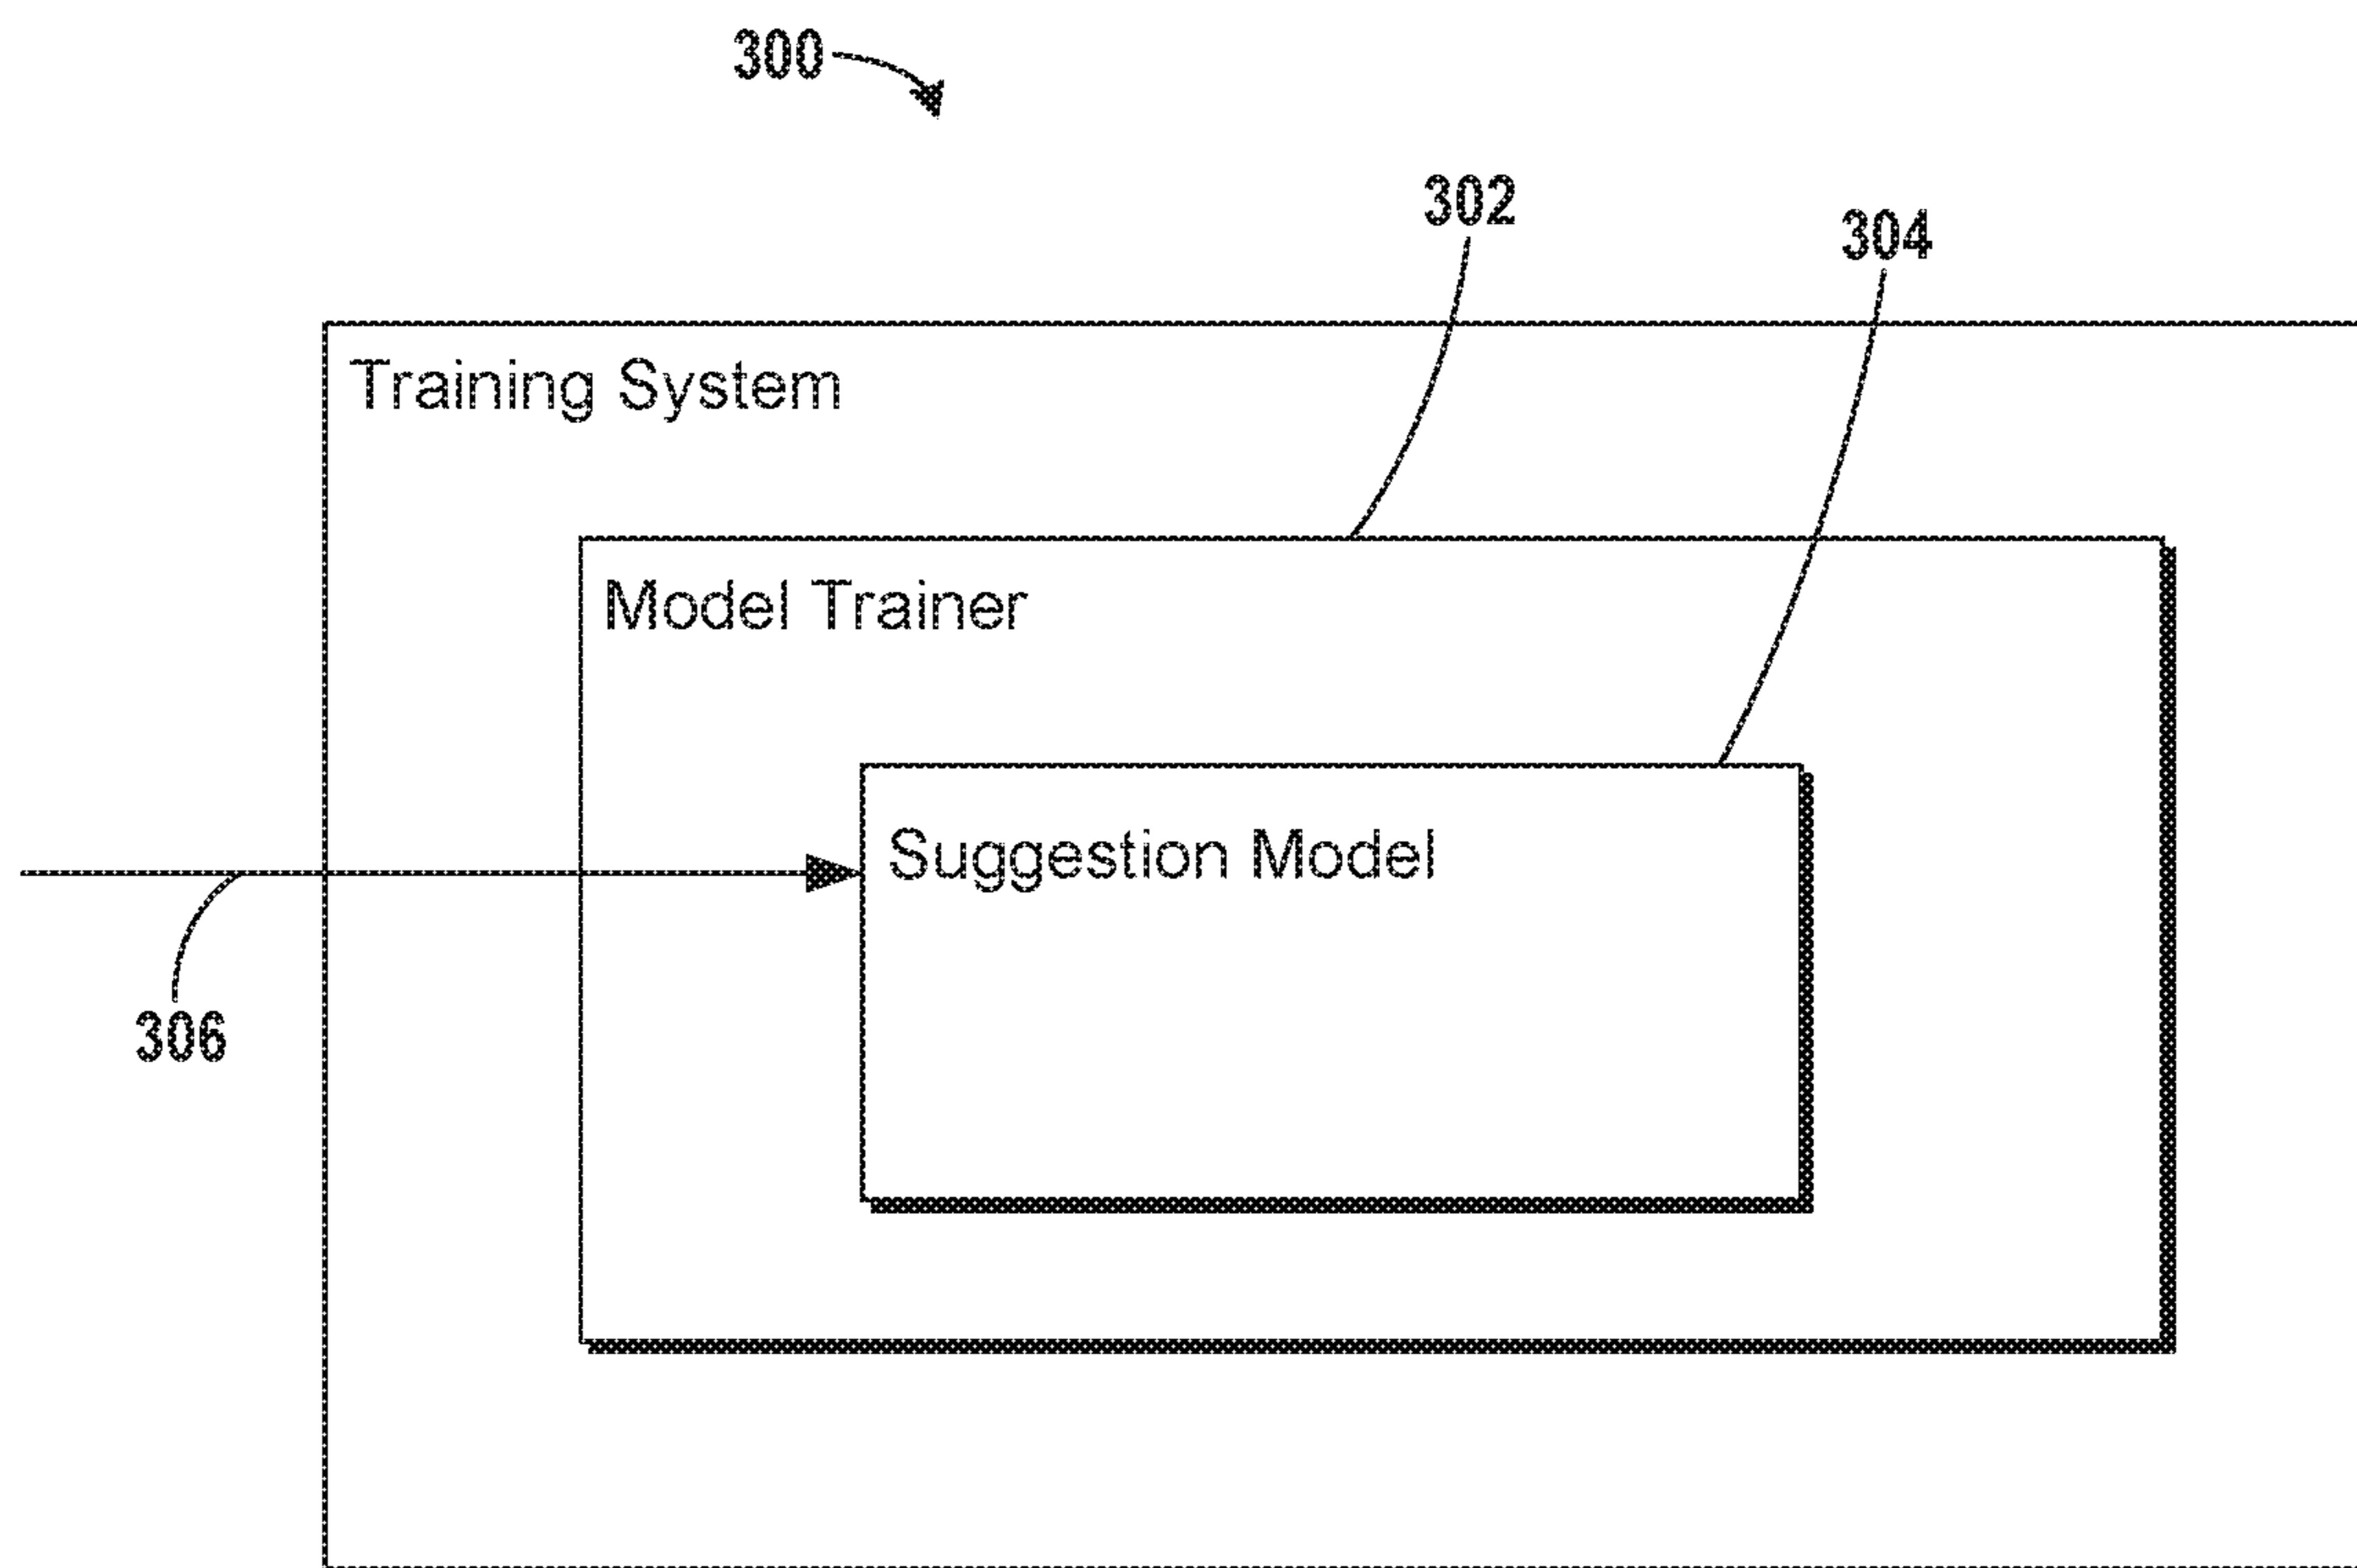 300
302
304
Training System
Model Trainer
Suggestion Model
306